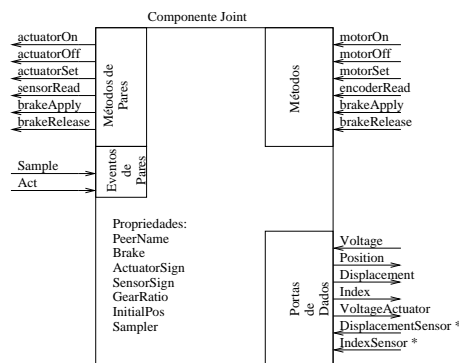 Componente Joint
actuatorOn
actuatorOff
actuatorSet
sensorRead
brakeApply
brakeRelease
Métodos de
Pares
Sample
Act
Eventos
de
Pares
motorOn
motorOff
motorSet
encoderRead
brakeApply
brakeRelease
Métodos
Propriedades:
PeerName
Brake
ActuatorSign
SensorSign
GearRatio
InitialPos
Sampler
Portas
de
Dados
Voltage
Position
Displacement
Index
VoltageActuator
DisplacementSensor *
IndexSensor *